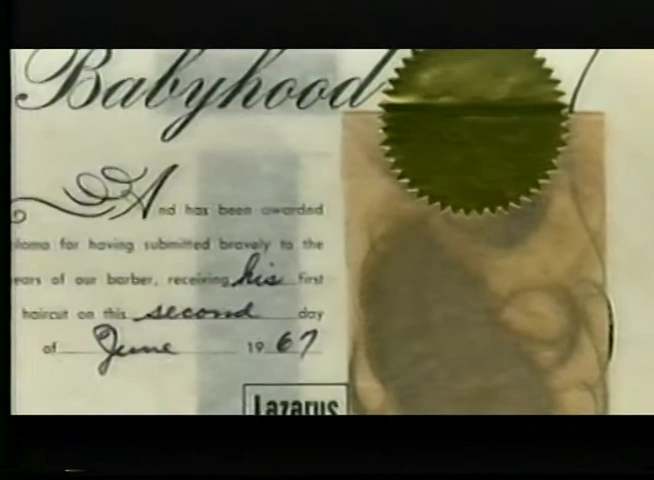 Babyhood
And has been awarded
loma for having submitted bravely to the
ears of our barber, receiving his first
haircut on this second day
of June 1967
Lazarus